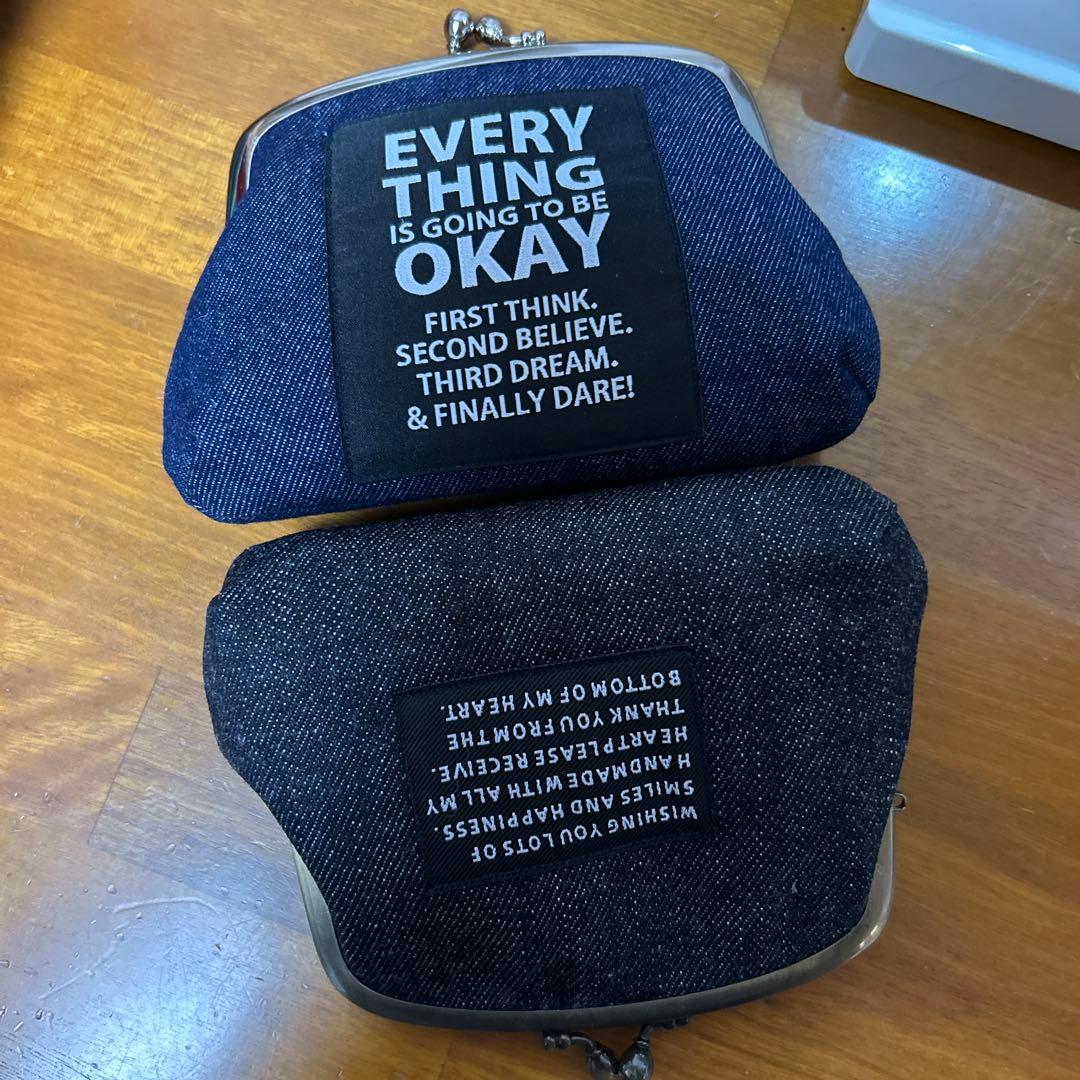 EVERY
THING
IS GOING TO BE
OKAY
FIRST THINK.
SECOND BELIEVE.
THIRD DREAM.
& FINALLY DARE!
WISHING YOU LOTS OF
SMILES AND HAPPINESS.
HANDMADE WITH ALL MY
HEARTPLEASE RECEIVE.
THANK YOU FROM THE
BOTTOM OF MY HEART.